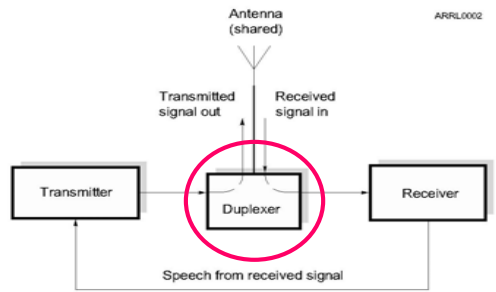 Antenna
(shared)
ARRL0002
Transmitted
signal out
Received
signal in
Transmitter
Duplexer
Receiver
Speech from received signal